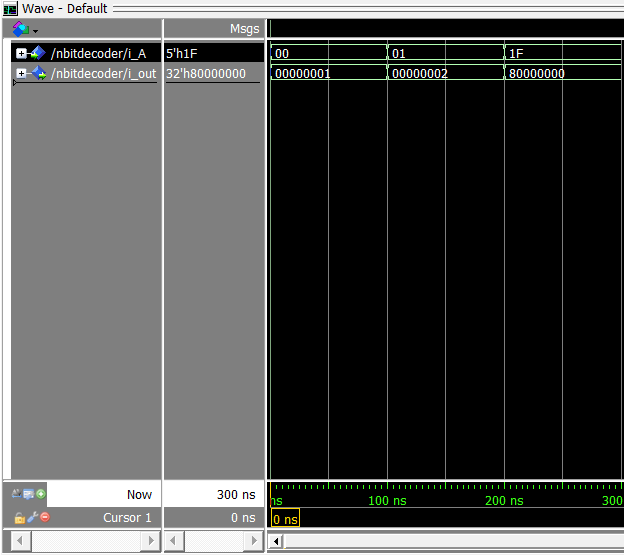 Wave - Default
Msgs
/nbitdecoder/i_A 5'h1F 00 01 1F
/nbitdecoder/i_out 32'h80000000 00000001 00000002 80000000
Now 300 ns ns 100 ns 200 ns 300
Cursor 1 0 ns 0 ns